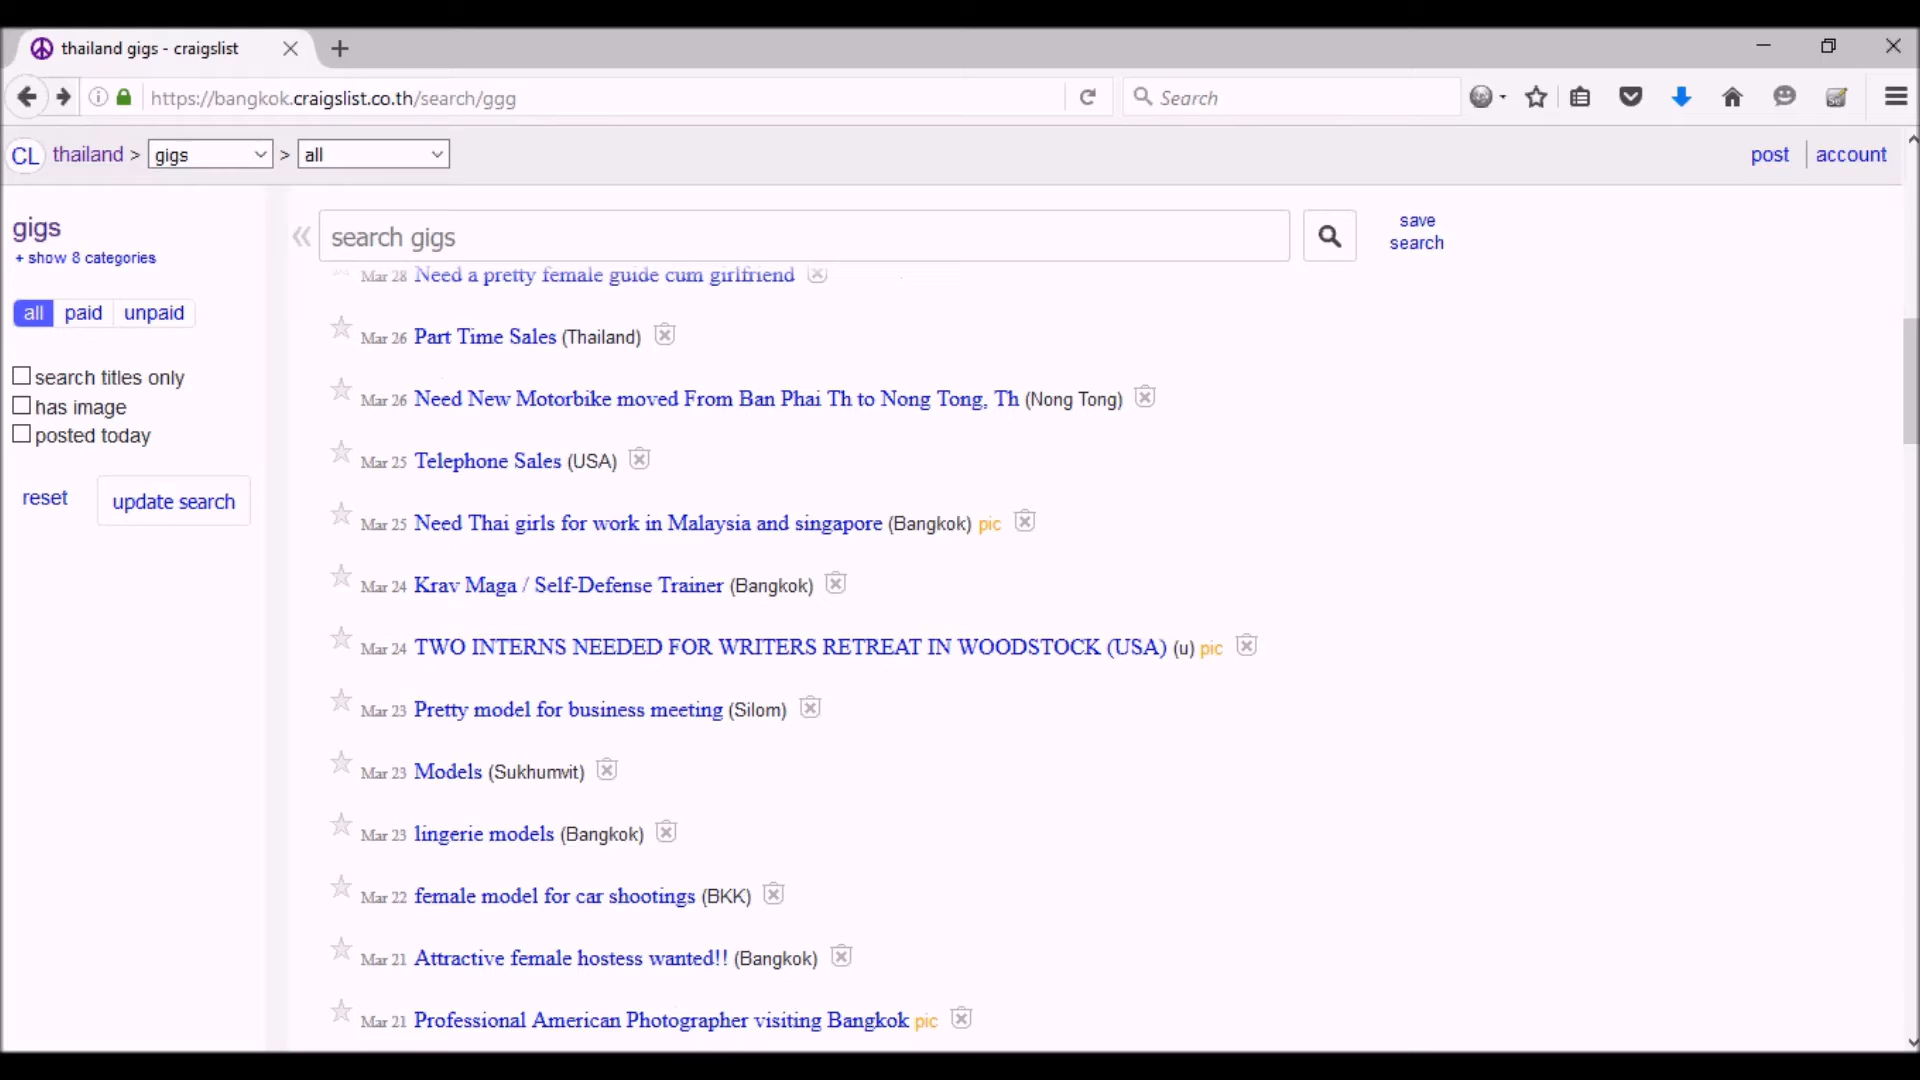 thailand gigs - craigslist
https://bangkok.craigslist.co.th/search/ggg
Search
CL thailand > gigs > all
post account
gigs
+ show 8 categories
all paid unpaid
search titles only
has image
posted today
reset update search
search gigs
save
search
Mar 28 Need a pretty female guide cum girlfriend
Mar 26 Part Time Sales (Thailand)
Mar 26 Need New Motorbike moved From Ban Phai Th to Nong Tong, Th (Nong Tong)
Mar 25 Telephone Sales (USA)
Mar 25 Need Thai girls for work in Malaysia and singapore (Bangkok) pic
Mar 24 Krav Maga / Self-Defense Trainer (Bangkok)
Mar 24 TWO INTERNS NEEDED FOR WRITERS RETREAT IN WOODSTOCK (USA) (u) pic
Mar 23 Pretty model for business meeting (Silom)
Mar 23 Models (Sukhumvit)
Mar 23 lingerie models (Bangkok)
Mar 22 female model for car shootings (BKK)
Mar 21 Attractive female hostess wanted!! (Bangkok)
Mar 21 Professional American Photographer visiting Bangkok pic